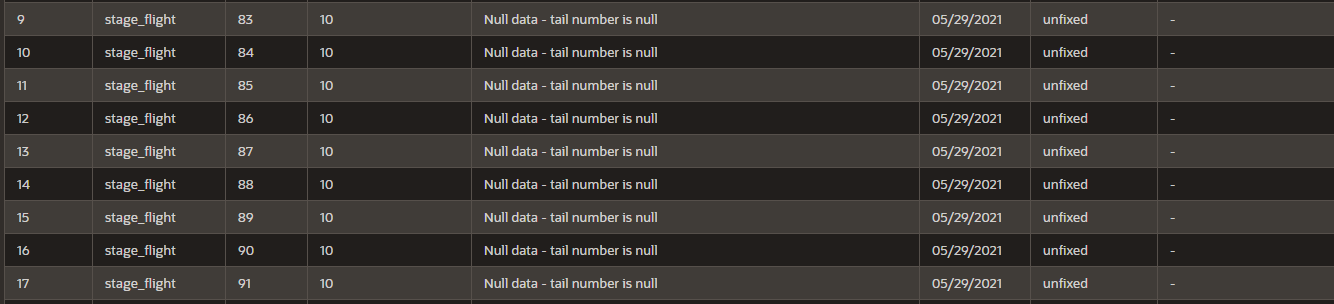 9 stage_flight 83 10 Null data - tail number is null 05/29/2021 unfixed -
10 stage_flight 84 10 Null data - tail number is null 05/29/2021 unfixed -
11 stage_flight 85 10 Null data - tail number is null 05/29/2021 unfixed -
12 stage_flight 86 10 Null data - tail number is null 05/29/2021 unfixed -
13 stage_flight 87 10 Null data - tail number is null 05/29/2021 unfixed -
14 stage_flight 88 10 Null data - tail number is null 05/29/2021 unfixed -
15 stage_flight 89 10 Null data - tail number is null 05/29/2021 unfixed -
16 stage_flight 90 10 Null data - tail number is null 05/29/2021 unfixed -
17 stage_flight 91 10 Null data - tail number is null 05/29/2021 unfixed -